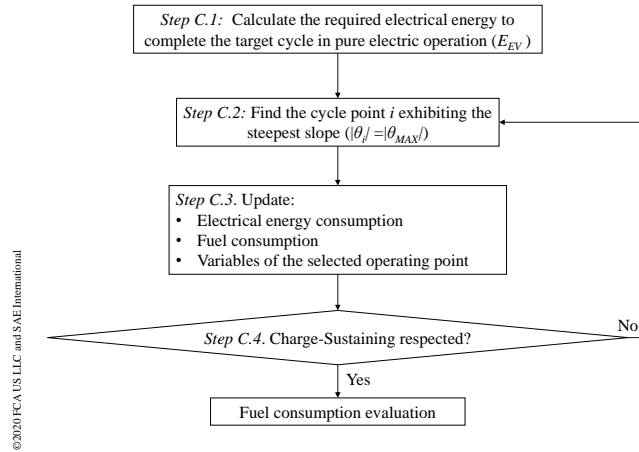 Step C.1: Calculate the required electrical energy to
complete the target cycle in pure electric operation (E_EV )
Step C.2: Find the cycle point i exhibiting the
steepest slope (|θ_i| =|θ_MAX|)
Step C.3. Update:
• Electrical energy consumption
• Fuel consumption
• Variables of the selected operating point
Step C.4. Charge-Sustaining respected?
No
Yes
Fuel consumption evaluation
©2020 FCA US LLC and SAE International